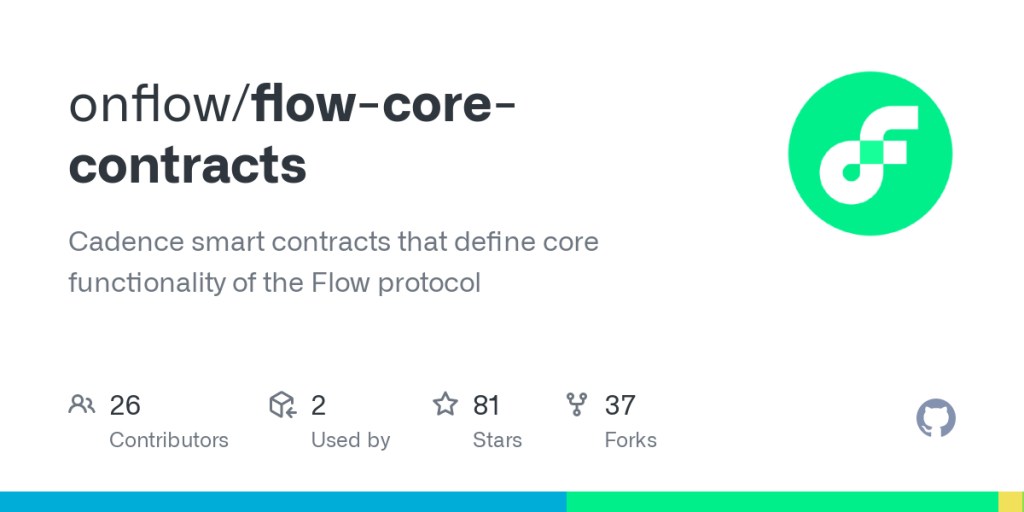 onflow/flow-core-
contracts
Cadence smart contracts that define core
functionality of the Flow protocol
26 2 81 37
Contributors Used by Stars Forks